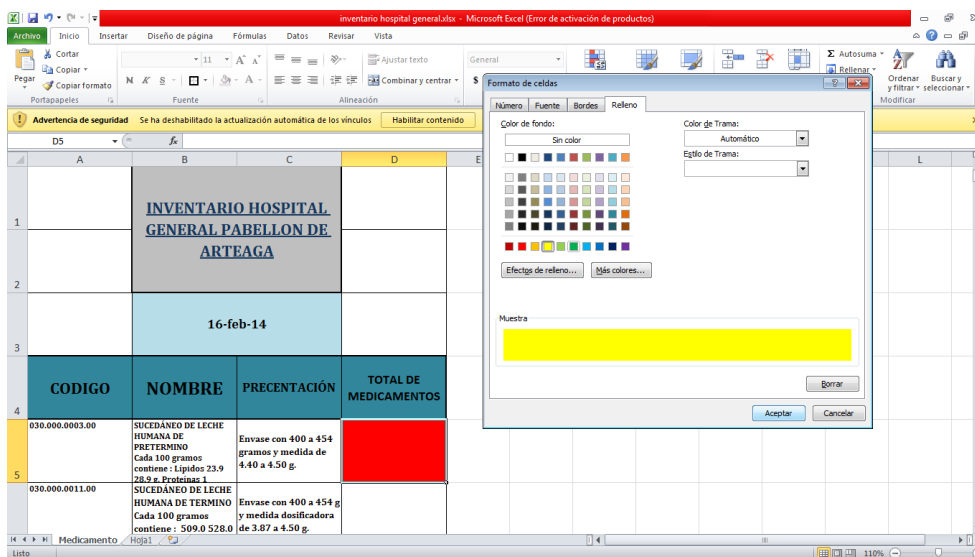 inventario hospital general.xlsx - Microsoft Excel (Error de activación de productos)
Archivo Inicio Insertar Diseño de página Fórmulas Datos Revisar Vista
Pegar
Cortar
Copiar
Copiar formato
Portapapeles
11 A A
N K S A
Fuente
Ajustar texto
Combinar y centrar
Alineación
General
$
Σ Autosuma
Rellenar
Ordenar y filtrar
Buscar y seleccionar
Modificar
Advertencia de seguridad Se ha deshabilitado la actualización automática de los vínculos Habilitar contenido
D5 fx
A B C D E L
1
INVENTARIO HOSPITAL
GENERAL PABELLON DE
ARTEAGA
2
3 16-feb-14
4 CODIGO NOMBRE PRECENTACIÓN TOTAL DE
MEDICAMENTOS
5
030.000.0003.00
SUCEDÁNEO DE LECHE
HUMANA DE
PRETERMINO
Cada 100 gramos
contiene : Lípidos 23.9
28.9 g. Proteínas 1
Envase con 400 a 454
gramos y medida de
4.40 a 4.50 g.
030.000.0011.00
SUCEDÁNEO DE LECHE
HUMANA DE TERMINO
Cada 100 gramos
contiene : 509.0 528.0
Envase con 400 a 454 g
y medida dosificadora
de 3.87 a 4.50 g.
Formato de celdas
Número Fuente Bordes Relleno
Color de fondo:
Sin color
Efectos de relleno... Más colores...
Color de Trama:
Automático
Estilo de Trama:
Muestra
Borrar
Aceptar Cancelar
Medicamento Hoja1
Listo 110%